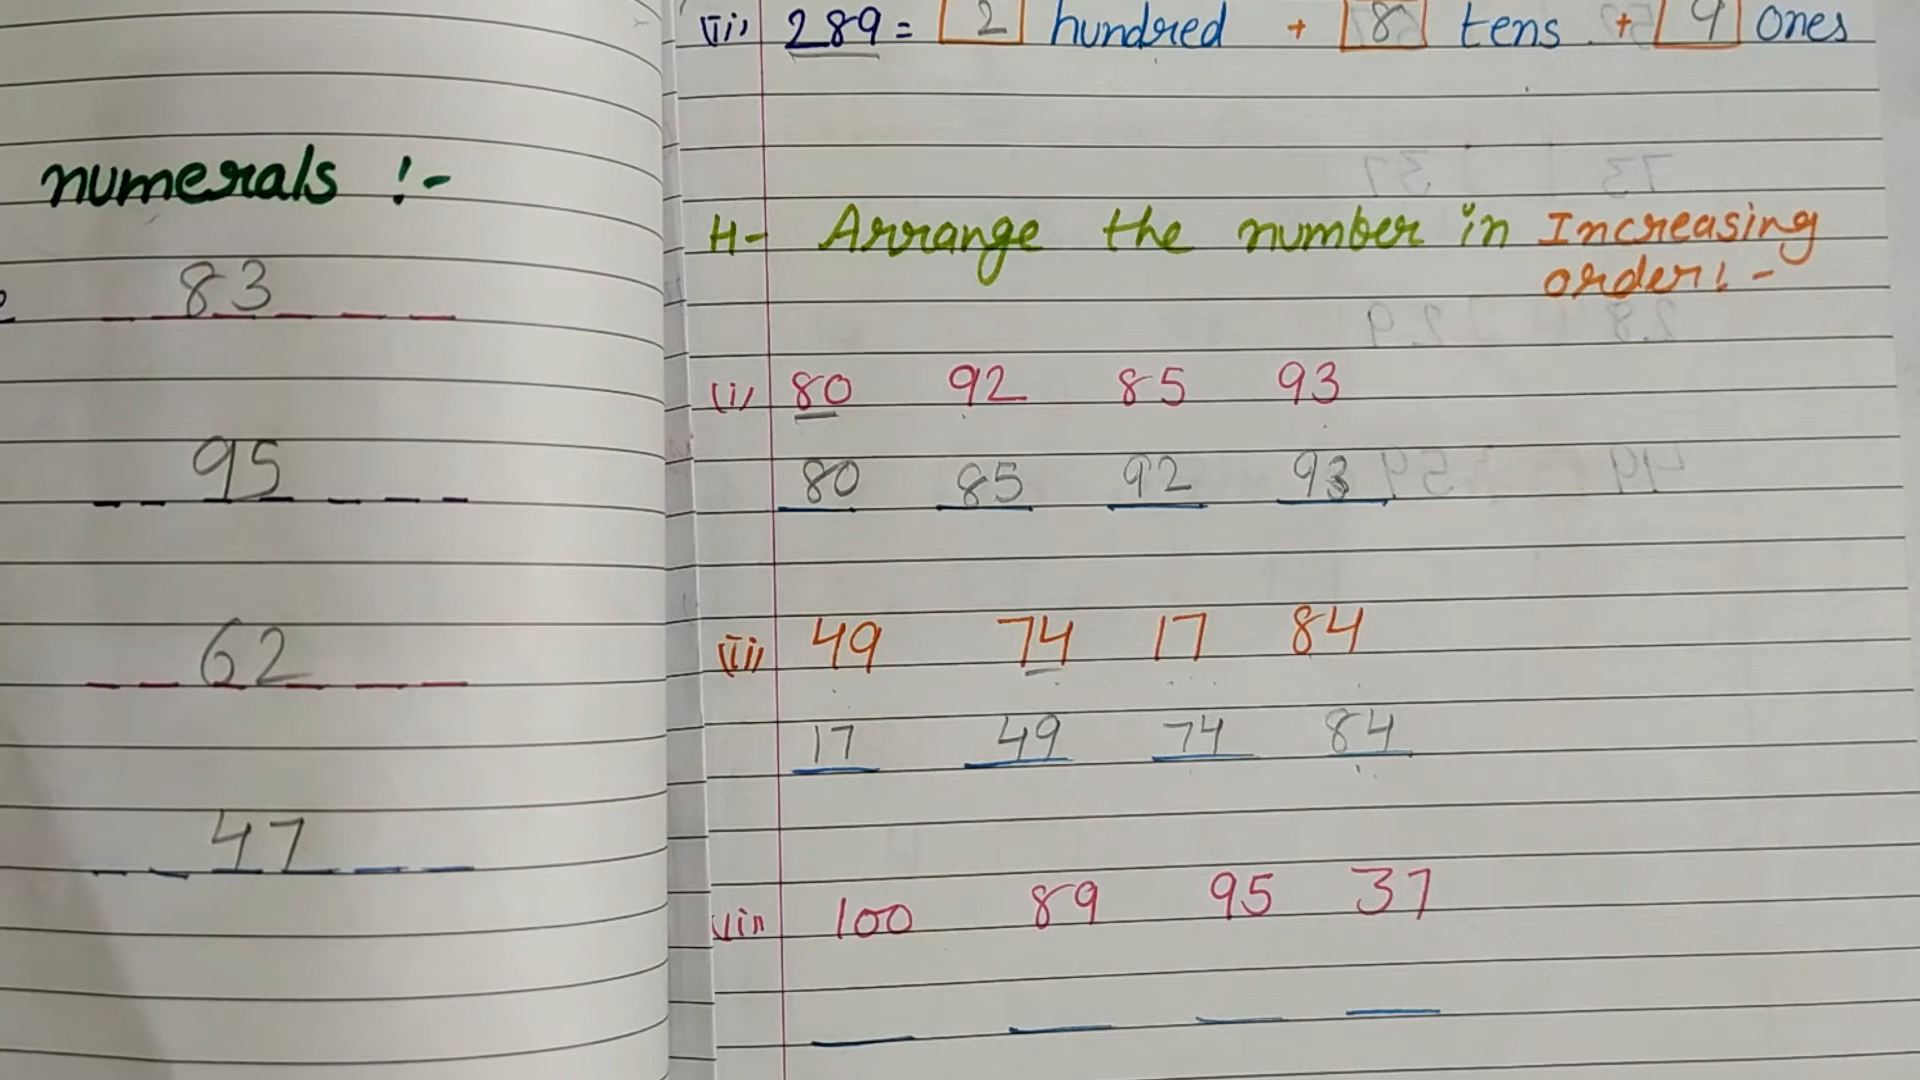 numerals :-
83
95
62
47
(ii) 289 = 2 hundred + 8 tens + 9 ones
H- Arrange the number in Increasing
order :-
(i) 80 92 85 93
80 85 92 93
(ii) 49 74 17 84
17 49 74 84
(iii) 100 89 95 37